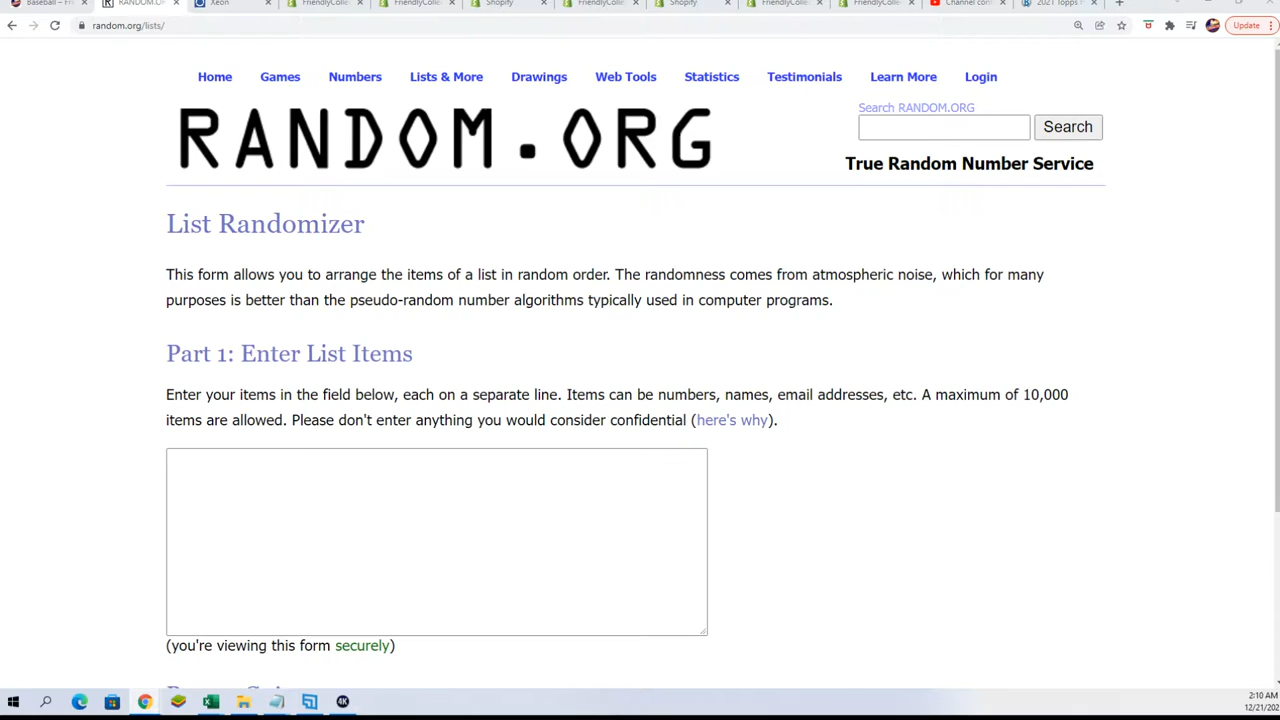 Baseball - Fri
RANDOM.OR
Xeon
FriendlyColle
FriendlyColle
Shopify
FriendlyColle
Shopify
FriendlyColle
FriendlyColle
Channel con
2021 Topps
random.org/lists/
Update
Home Games Numbers Lists & More Drawings Web Tools Statistics Testimonials Learn More Login
RANDOM.ORG
Search RANDOM.ORG
Search
True Random Number Service
List Randomizer
This form allows you to arrange the items of a list in random order. The randomness comes from atmospheric noise, which for many
purposes is better than the pseudo-random number algorithms typically used in computer programs.
Part 1: Enter List Items
Enter your items in the field below, each on a separate line. Items can be numbers, names, email addresses, etc. A maximum of 10,000
items are allowed. Please don't enter anything you would consider confidential (here's why).
(you're viewing this form securely)
4K
2:10 AM
12/21/202